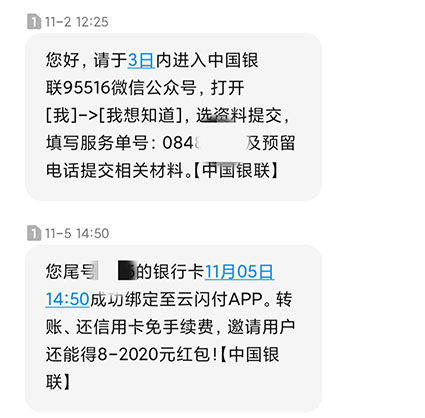 1 11-2 12:25
您好，请于3日内进入中国银
联95516微信公众号，打开
[我]->[我想知道]，选资料提交，
填写服务单号：0848 及预留
电话提交相关材料。【中国银联】
1 11-5 14:50
您尾号 的银行卡11月05日
14:50成功绑定至云闪付APP。转
账、还信用卡免手续费，邀请用户
还能得8-2020元红包！【中国银
联】